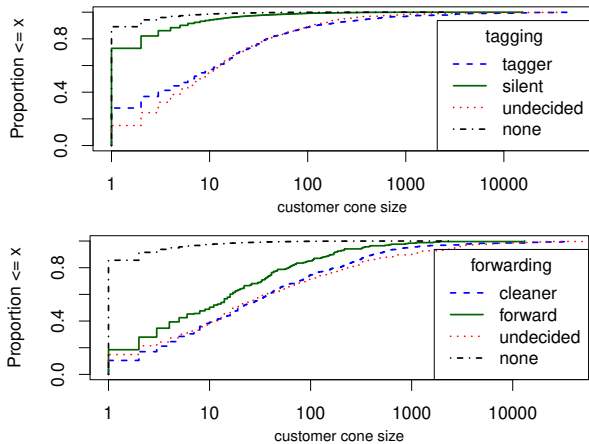 Proportion <= x
0.0 0.4 0.8
tagging
tagger
silent
undecided
none
1 10 100 1000 10000
customer cone size
Proportion <= x
0.0 0.4 0.8
forwarding
cleaner
forward
undecided
none
1 10 100 1000 10000
customer cone size